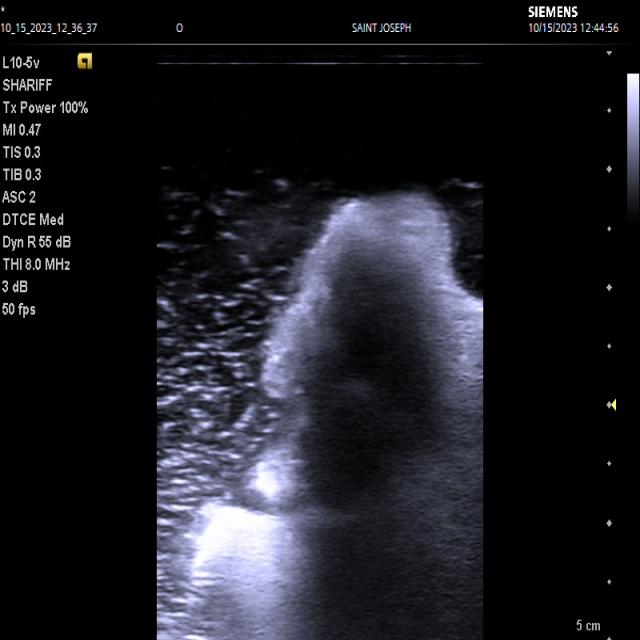 *
SIEMENS
10_15_2023_12_36_37 O SAINT JOSEPH 10/15/2023 12:44:56
L10-5v
SHARIFF
Tx Power 100%
MI 0.47
TIS 0.3
TIB 0.3
ASC 2
DTCE Med
Dyn R 55 dB
THI 8.0 MHz
3 dB
50 fps
5 cm